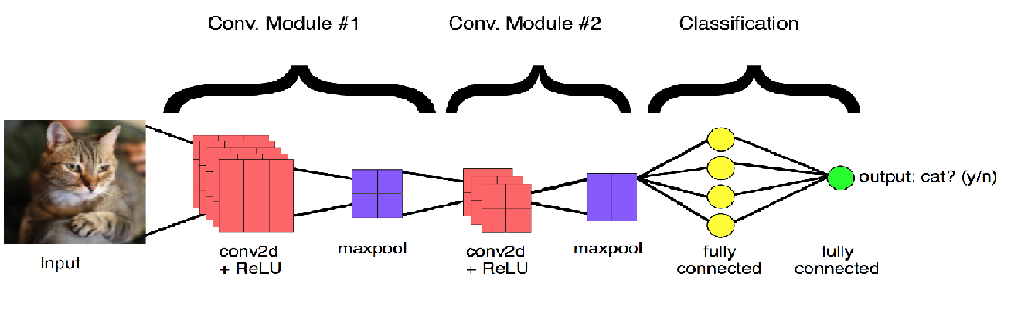 Conv. Module #1
Conv. Module #2
Classification
Input
conv2d
+ ReLU
maxpool
conv2d
+ ReLU
maxpool
fully
connected
fully
connected
output: cat? (y/n)